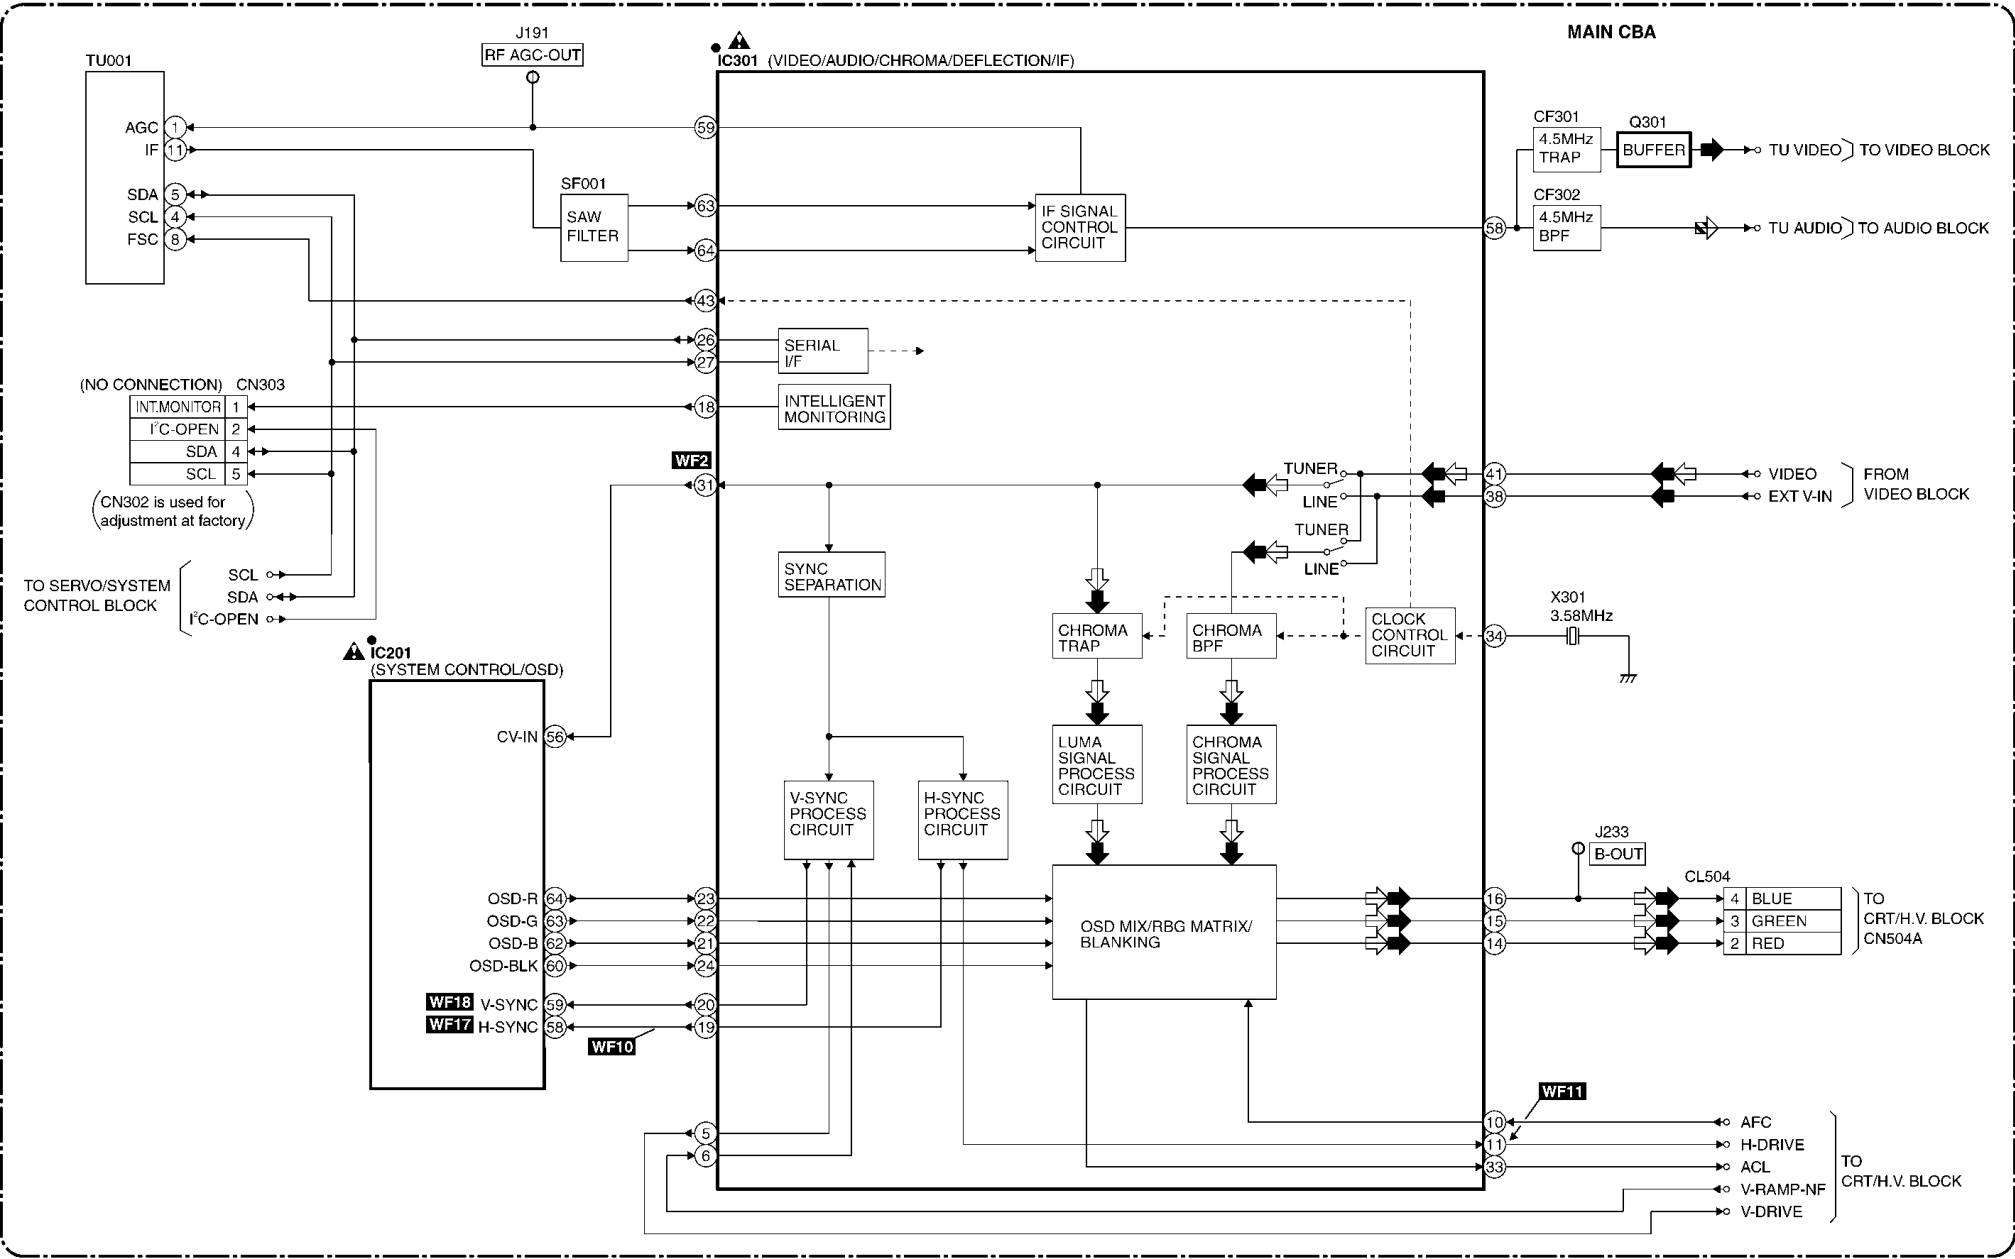 MAIN CBA
TU001
AGC 1
IF 11
SDA 5
SCL 4
FSC 8
J191
RF AGC-OUT
SF001
SAW
FILTER
IC301 (VIDEO/AUDIO/CHROMA/DEFLECTION/IF)
59
63
64
43
26
27
18
IF SIGNAL
CONTROL
CIRCUIT
58
CF301
4.5MHz
TRAP
Q301
BUFFER
TU VIDEO TO VIDEO BLOCK
CF302
4.5MHz
BPF
TU AUDIO TO AUDIO BLOCK
SERIAL
I/F
INTELLIGENT
MONITORING
(NO CONNECTION) CN303
INT.MONITOR 1
I²C-OPEN 2
SDA 4
SCL 5
(CN302 is used for
adjustment at factory)
TO SERVO/SYSTEM
CONTROL BLOCK
SCL
SDA
I²C-OPEN
WF2
31
TUNER
LINE
TUNER
LINE
41
38
VIDEO
EXT V-IN
FROM
VIDEO BLOCK
SYNC
SEPARATION
CHROMA
TRAP
CHROMA
BPF
CLOCK
CONTROL
CIRCUIT
34
X301
3.58MHz
IC201
(SYSTEM CONTROL/OSD)
CV-IN 56
LUMA
SIGNAL
PROCESS
CIRCUIT
CHROMA
SIGNAL
PROCESS
CIRCUIT
V-SYNC
PROCESS
CIRCUIT
H-SYNC
PROCESS
CIRCUIT
OSD-R 64
OSD-G 63
OSD-B 62
OSD-BLK 60
WF18 V-SYNC 59
WF17 H-SYNC 58
WF10
23
22
21
24
20
19
5
6
OSD MIX/RBG MATRIX/
BLANKING
16
15
14
J233
B-OUT
CL504
4 BLUE
3 GREEN
2 RED
TO
CRT/H.V. BLOCK
CN504A
WF11
10
11
33
AFC
H-DRIVE
ACL
V-RAMP-NF
V-DRIVE
TO
CRT/H.V. BLOCK